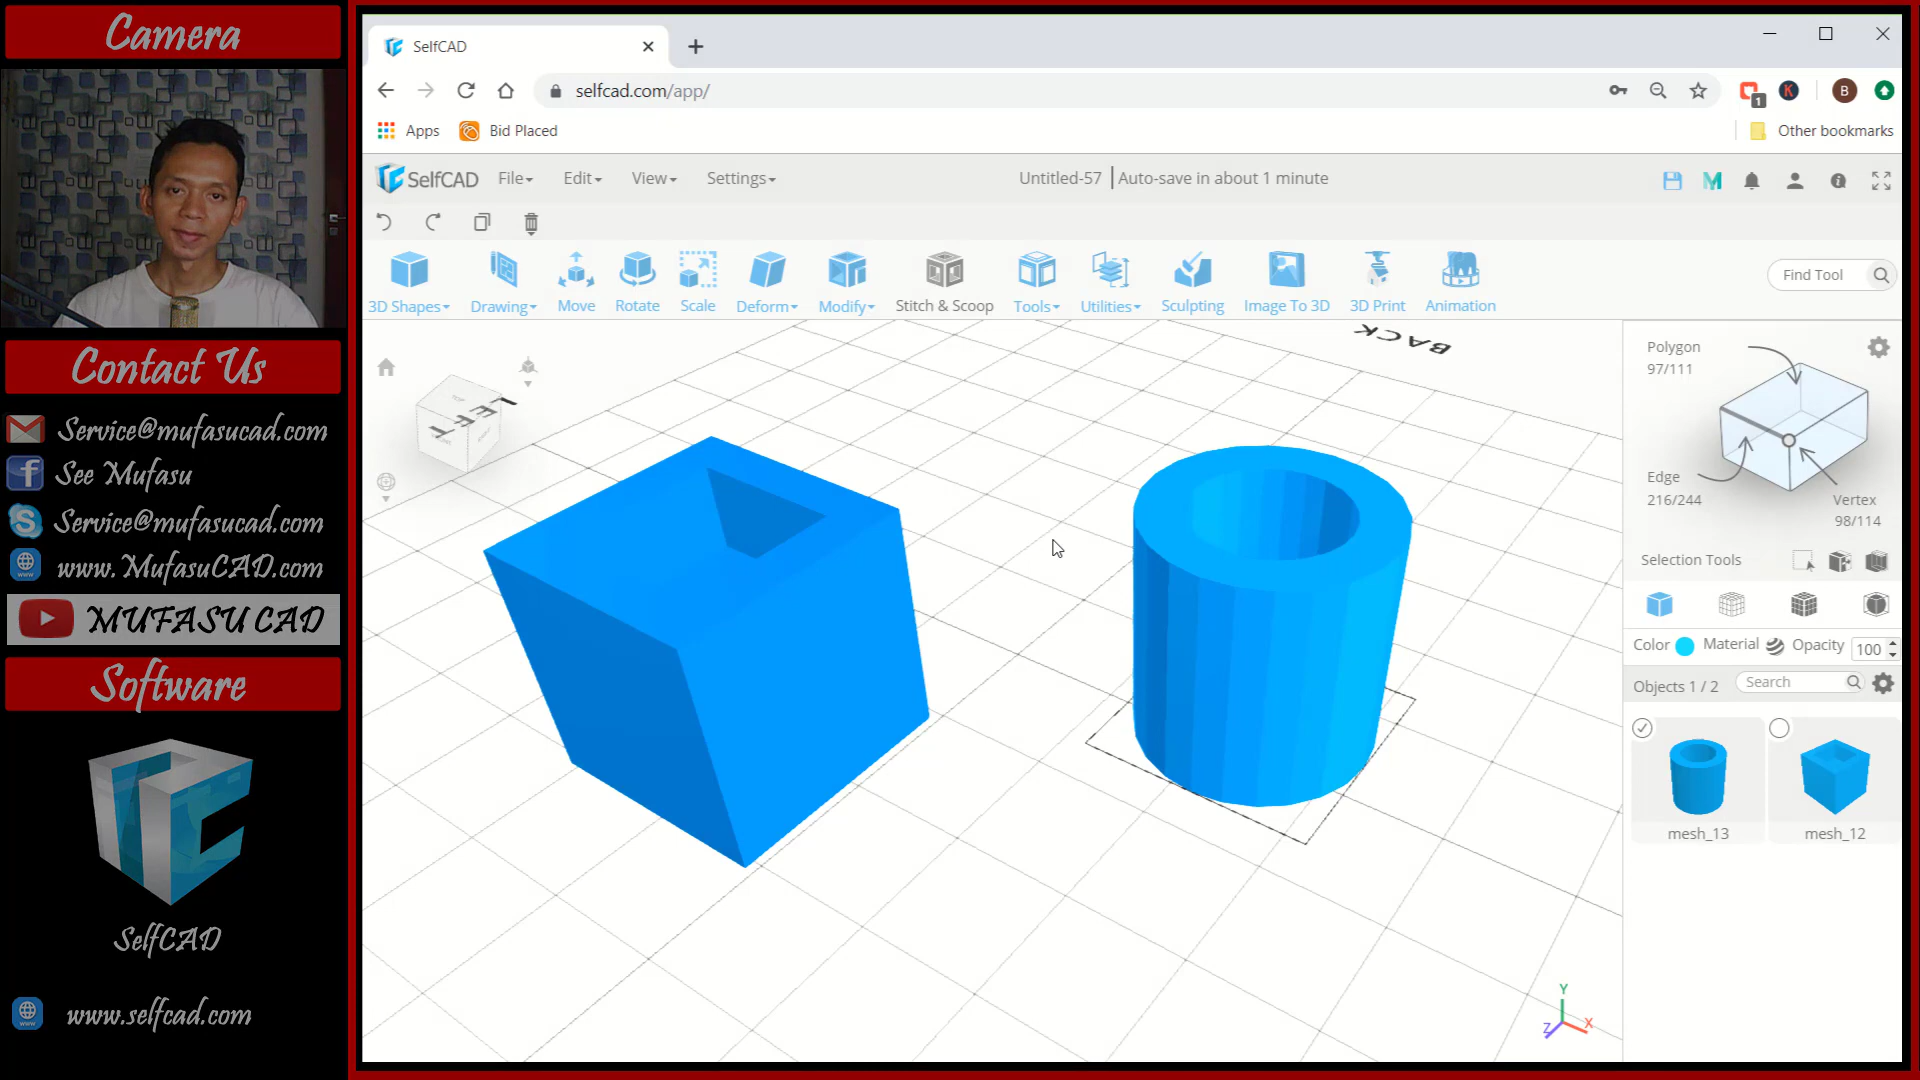 Camera
Contact Us
Service@mufasucad.com
See Mufasu
Service@mufasucad.com
www.MufasuCAD.com
MUFASU CAD
Software
SelfCAD
www.selfcad.com
SelfCAD
selfcad.com/app/
1
K
B
Apps
Bid Placed
Other bookmarks
SelfCAD
File
Edit
View
Settings
Untitled-57
Auto-save in about 1 minute
3D Shapes
Drawing
Move
Rotate
Scale
Deform
Modify
Stitch & Scoop
Tools
Utilities
Sculpting
Image To 3D
3D Print
Animation
Find Tool
BACK
LEFT
Polygon
97/111
Edge
216/244
Vertex
98/114
Selection Tools
Color
Material
Opacity
100
Objects 1 / 2
Search
mesh_13
mesh_12
Y
Z
X